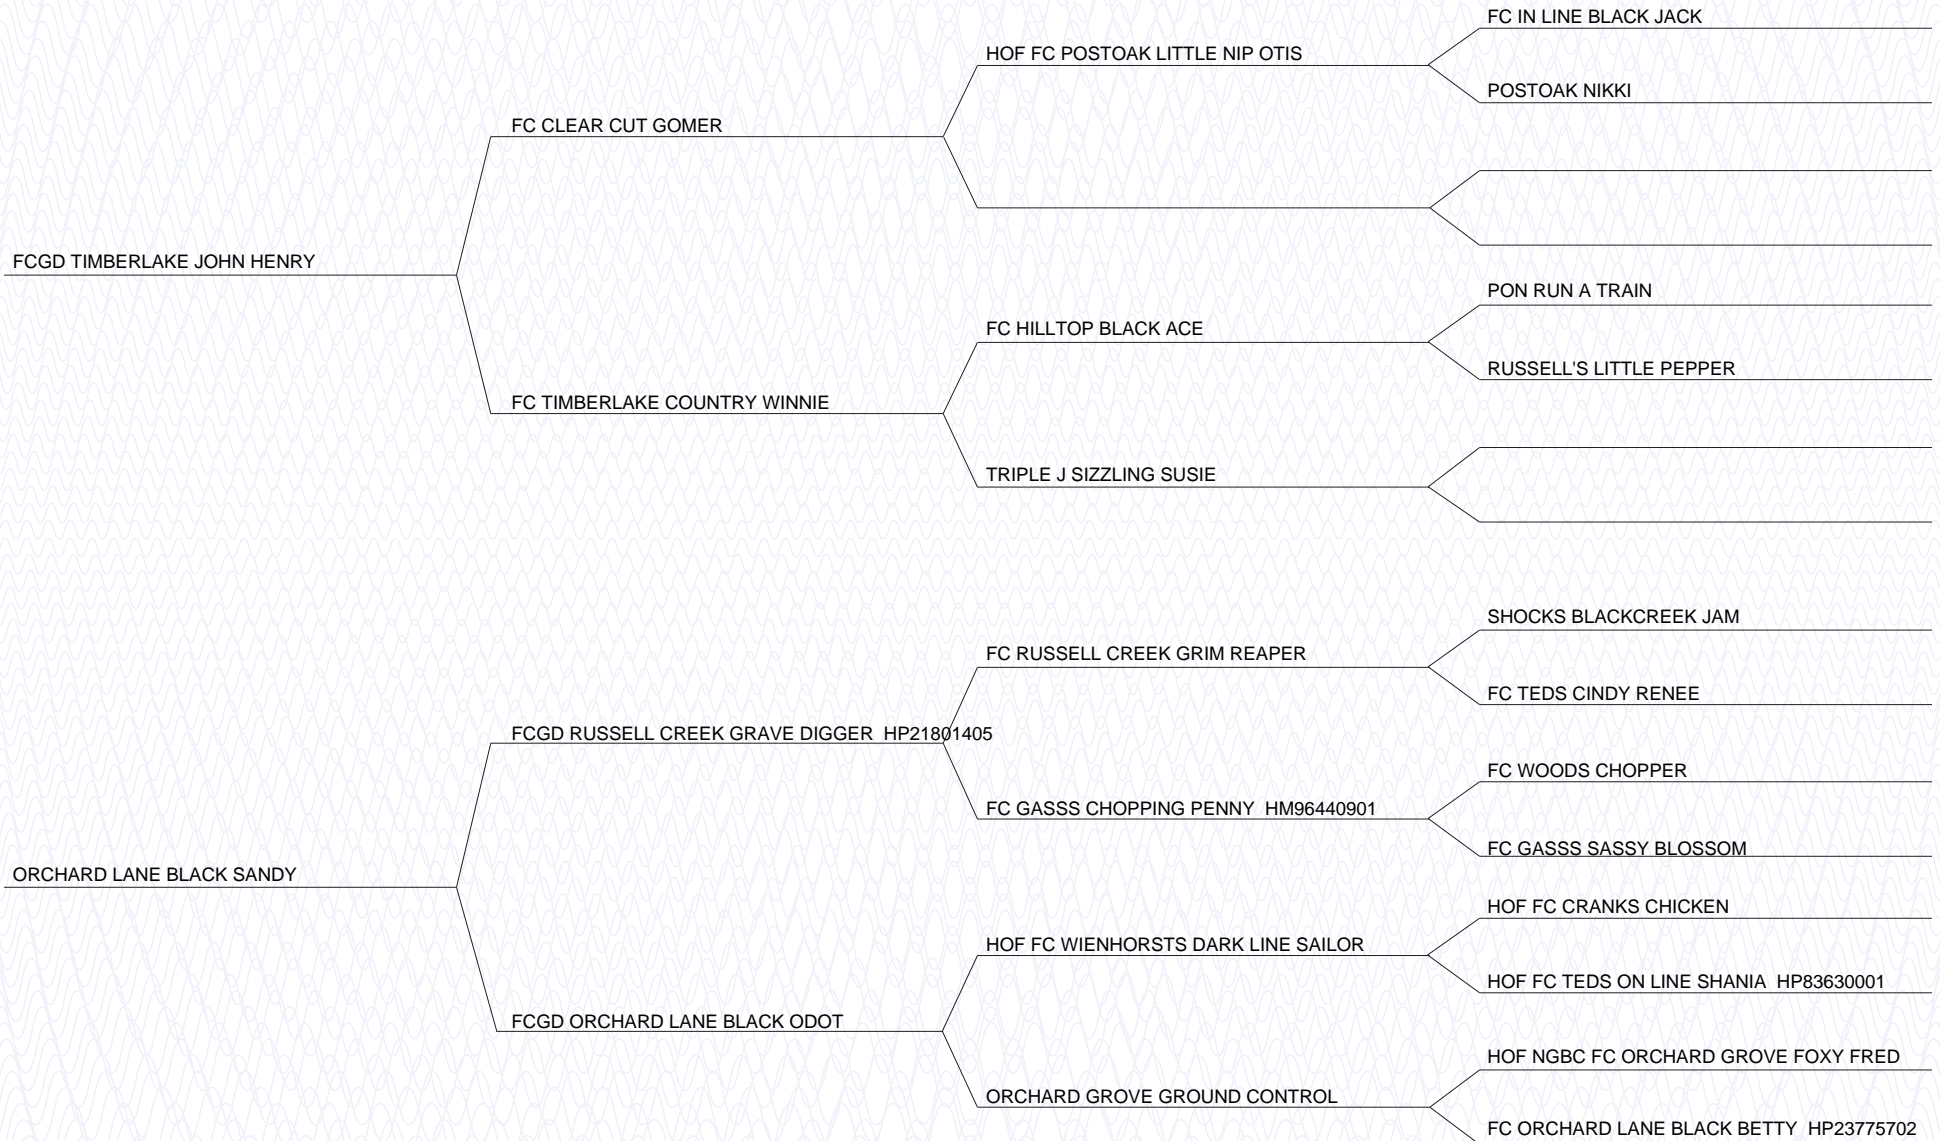 FC IN LINE BLACK JACK
HOF FC POSTOAK LITTLE NIP OTIS
POSTOAK NIKKI
FC CLEAR CUT GOMER
FCGD TIMBERLAKE JOHN HENRY
PON RUN A TRAIN
FC HILLTOP BLACK ACE
RUSSELL'S LITTLE PEPPER
FC TIMBERLAKE COUNTRY WINNIE
TRIPLE J SIZZLING SUSIE
SHOCKS BLACKCREEK JAM
FC RUSSELL CREEK GRIM REAPER
FC TEDS CINDY RENEE
FCGD RUSSELL CREEK GRAVE DIGGER HP21801405
FC WOODS CHOPPER
FC GASSS CHOPPING PENNY HM96440901
FC GASSS SASSY BLOSSOM
ORCHARD LANE BLACK SANDY
HOF FC CRANKS CHICKEN
HOF FC WIENHORSTS DARK LINE SAILOR
HOF FC TEDS ON LINE SHANIA HP83630001
FCGD ORCHARD LANE BLACK ODOT
HOF NGBC FC ORCHARD GROVE FOXY FRED
ORCHARD GROVE GROUND CONTROL
FC ORCHARD LANE BLACK BETTY HP23775702